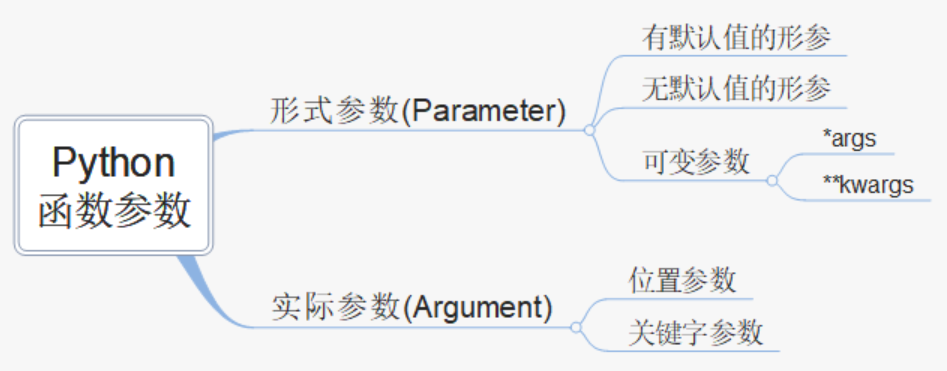 Python
函数参数
形式参数(Parameter)
有默认值的形参
无默认值的形参
可变参数
*args
**kwargs
实际参数(Argument)
位置参数
关键字参数